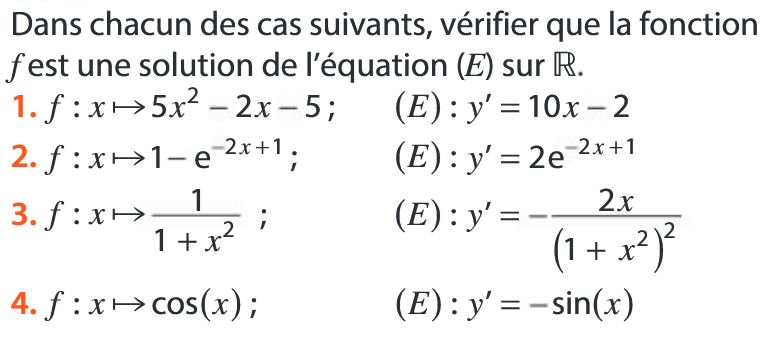 Dans chacun des cas suivants, vérifier que la fonction
f est une solution de l'équation (E) sur ℝ.
1. f : x ↦ 5x² − 2x − 5 ; (E) : y′ = 10x − 2
2. f : x ↦ 1 − e^(−2x+1) ; (E) : y′ = 2e^(−2x+1)
3. f : x ↦ 1/(1 + x²) ; (E) : y′ = −2x/(1 + x²)²
4. f : x ↦ cos(x) ; (E) : y′ = −sin(x)